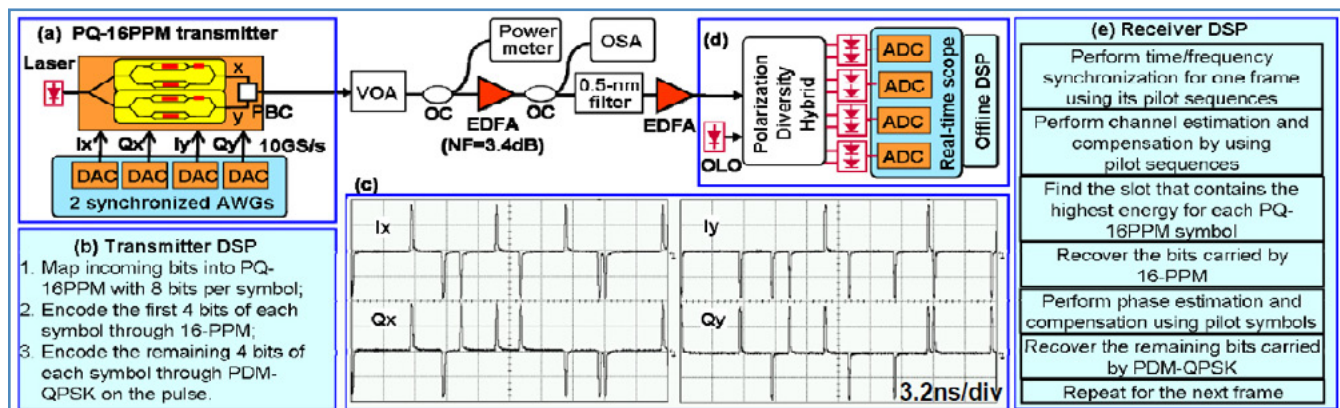 (a) PQ-16PPM transmitter
Laser
x
y
PBC
Ix
Qx
Iy
Qy
10GS/s
DAC
DAC
DAC
DAC
2 synchronized AWGs
(b) Transmitter DSP
1. Map incoming bits into PQ-
16PPM with 8 bits per symbol;
2. Encode the first 4 bits of each
symbol through 16-PPM;
3. Encode the remaining 4 bits of
each symbol through PDM-
QPSK on the pulse.
VOA
OC
Power
meter
EDFA
(NF=3.4dB)
OC
OSA
0.5-nm
filter
EDFA
(c)
Ix
Iy
Qx
Qy
3.2ns/div
(d)
OLO
Polarization
Diversity
Hybrid
ADC
ADC
ADC
ADC
Real-time scope
Offline DSP
(e) Receiver DSP
Perform time/frequency
synchronization for one frame
using its pilot sequences
Perform channel estimation and
compensation by using
pilot sequences
Find the slot that contains the
highest energy for each PQ-
16PPM symbol
Recover the bits carried by
16-PPM
Perform phase estimation and
compensation using pilot symbols
Recover the remaining bits carried
by PDM-QPSK
Repeat for the next frame